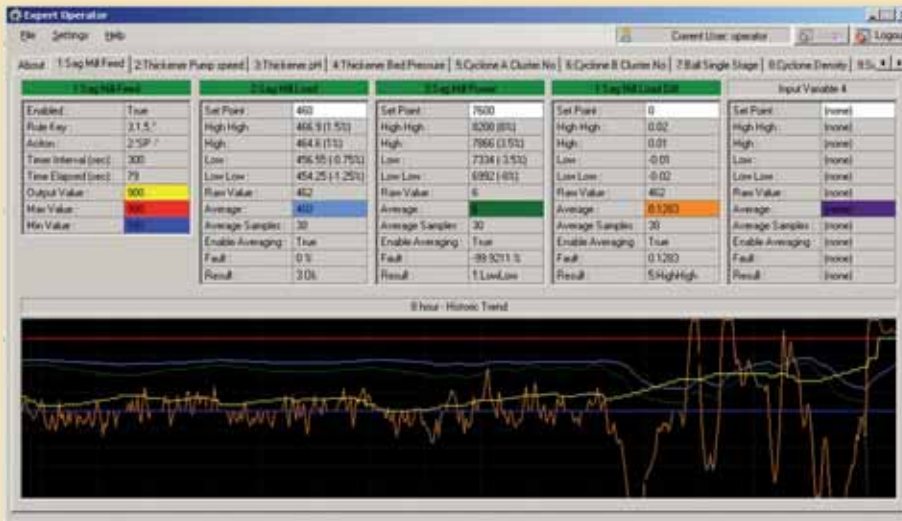 Expert Operator
File Settings Help
Current User: operator
Logout
About 1:Sag Mill Feed 2:Thickener Pump speed 3:Thickener pH 4:Thickener Bed Pressure 5:Cyclone A Cluster No 6:Cyclone B Cluster No 7:Ball Single Stage 8:Cyclone Density
1:Sag Mill Feed
Enabled : True
Rule Key : 3,1,5,*
Action :
Timer Interval (sec) : 300
Time Elapsed (sec) : 79
Output Value : 900
Max Value : 900
Min Value :
2:Sag Mill Load
Set Point : 460
High High : 466.9 (1.5%)
High : 464.6 (1%)
Low : 456.55 (-0.75%)
Low Low : 454.25 (-1.25%)
Raw Value : 462
Average : 460
Average Samples : 30
Enable Averaging : True
Fault : 0 %
Result : 3:Ok
3:Sag Mill Power
Set Point : 7600
High High : 8208 (8%)
High : 7866 (3.5%)
Low : 7334 (-3.5%)
Low Low : 6992 (-8%)
Raw Value : 6
Average : 6
Average Samples : 30
Enable Averaging : True
Fault : -99.9211 %
Result : 1:LowLow
1:Sag Mill Load Diff
Set Point : 0
High High : 0.02
High : 0.01
Low : -0.01
Low Low : -0.02
Raw Value : 462
Average : 0.1283
Average Samples : 30
Enable Averaging : True
Fault : 0.1283
Result : 5:HighHigh
Input Variable 4
Set Point : (none)
High High : (none)
High : (none)
Low : (none)
Low Low : (none)
Raw Value : (none)
Average : (none)
Average Samples : (none)
Enable Averaging : (none)
Fault : (none)
Result : (none)
8 hour - Historic Trend